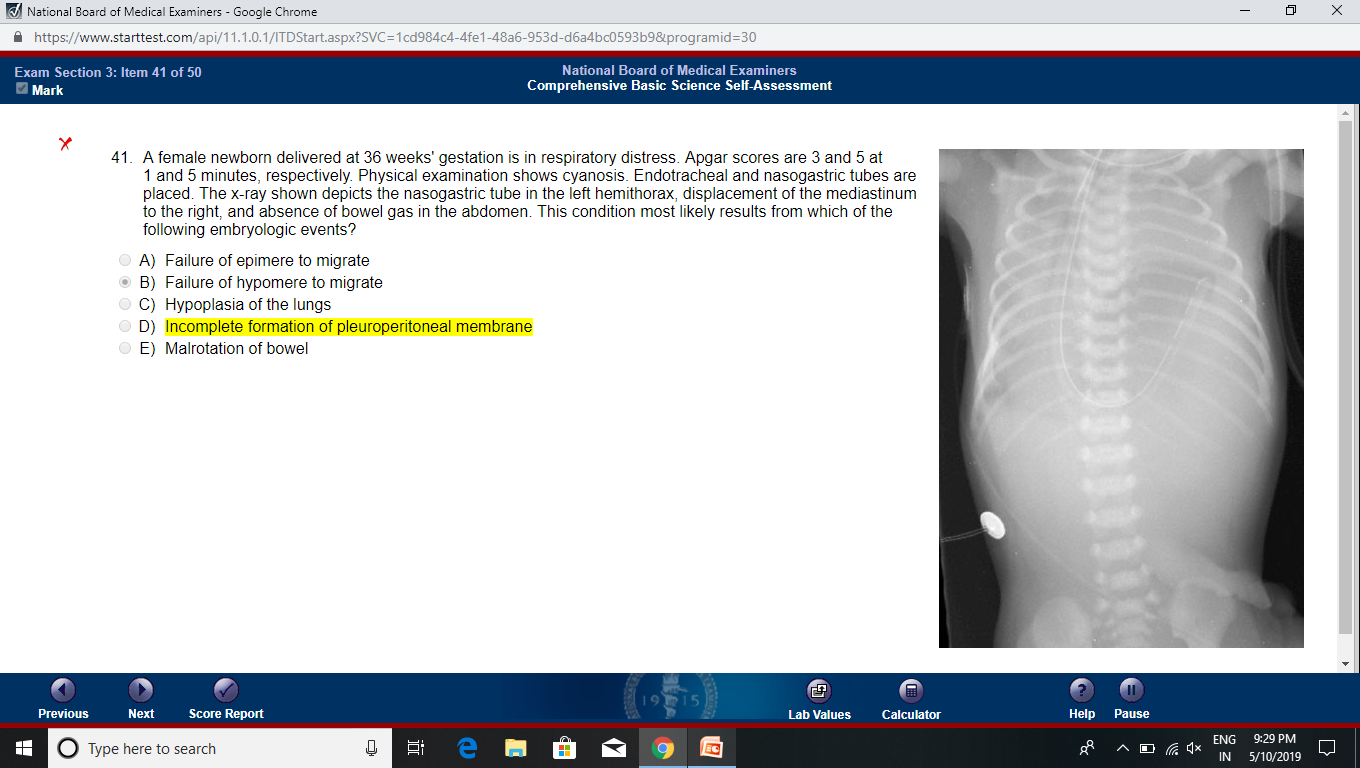 National Board of Medical Examiners - Google Chrome
https://www.starttest.com/api/11.1.0.1/ITDStart.aspx?SVC=1cd984c4-4fe1-48a6-953d-d6a4bc0593b9&programid=30
Exam Section 3: Item 41 of 50
National Board of Medical Examiners
Mark
Comprehensive Basic Science Self-Assessment
41. A female newborn delivered at 36 weeks' gestation is in respiratory distress. Apgar scores are 3 and 5 at
1 and 5 minutes, respectively. Physical examination shows cyanosis. Endotracheal and nasogastric tubes are
placed. The x-ray shown depicts the nasogastric tube in the left hemithorax, displacement of the mediastinum
to the right, and absence of bowel gas in the abdomen. This condition most likely results from which of the
following embryologic events?
A) Failure of epimere to migrate
B) Failure of hypomere to migrate
C) Hypoplasia of the lungs
D) Incomplete formation of pleuroperitoneal membrane
E) Malrotation of bowel
19 15
Previous
Next
Score Report
Lab Values
Calculator
Help
Pause
Type here to search
ENG
IN
9:29 PM
5/10/2019